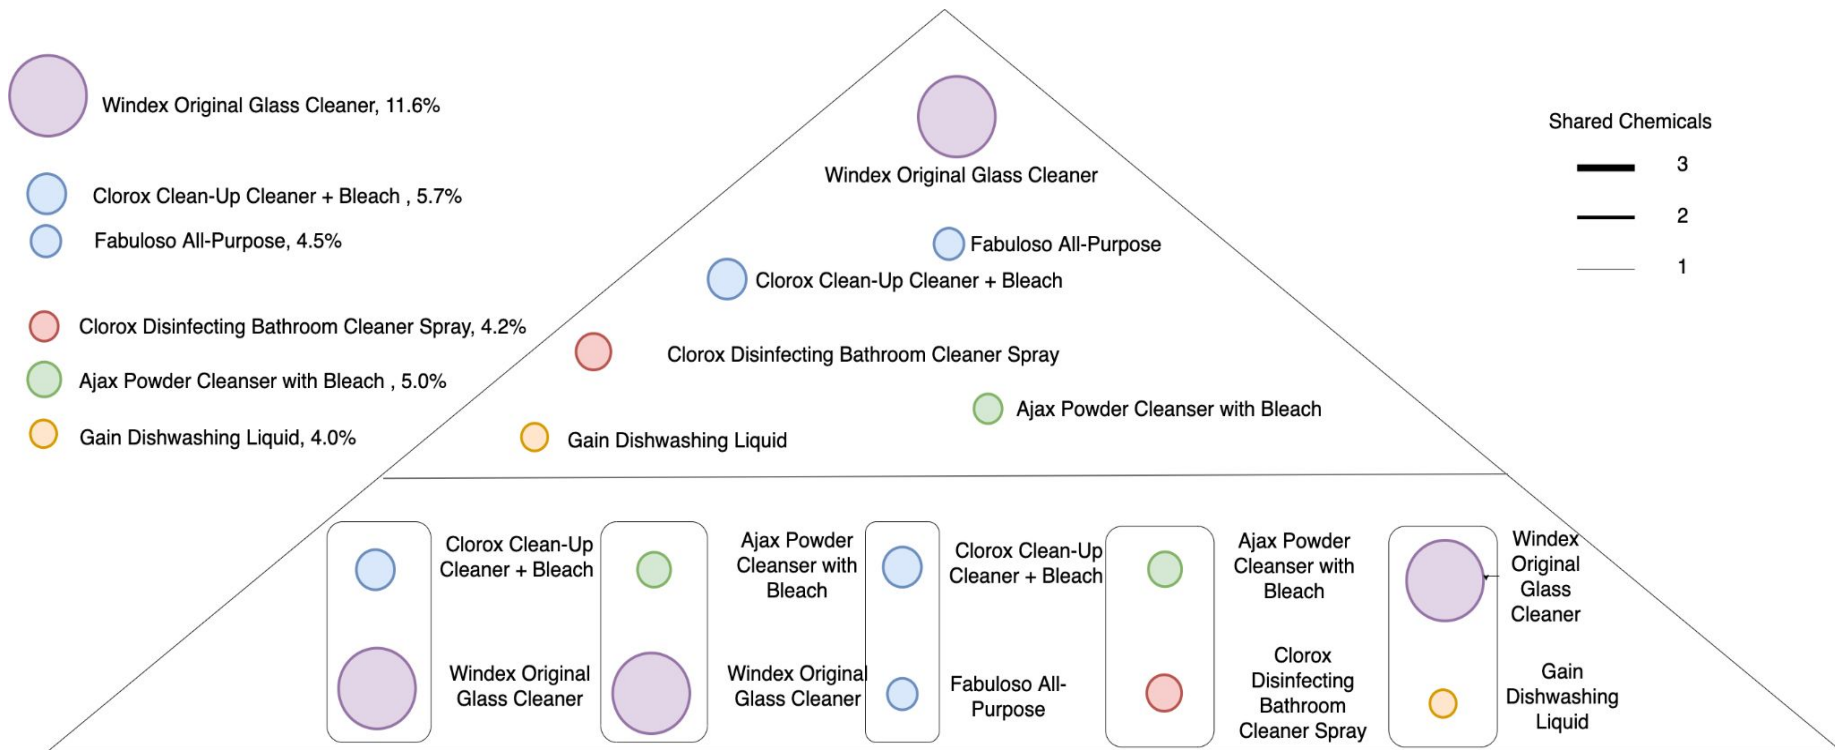 Windex Original Glass Cleaner, 11.6%
Clorox Clean-Up Cleaner + Bleach , 5.7%
Fabuloso All-Purpose, 4.5%
Clorox Disinfecting Bathroom Cleaner Spray, 4.2%
Ajax Powder Cleanser with Bleach , 5.0%
Gain Dishwashing Liquid, 4.0%
Windex Original Glass Cleaner
Fabuloso All-Purpose
Clorox Clean-Up Cleaner + Bleach
Clorox Disinfecting Bathroom Cleaner Spray
Ajax Powder Cleanser with Bleach
Gain Dishwashing Liquid
Shared Chemicals
3
2
1
Clorox Clean-Up
Cleaner + Bleach
Windex Original
Glass Cleaner
Ajax Powder
Cleanser with
Bleach
Windex Original
Glass Cleaner
Clorox Clean-Up
Cleaner + Bleach
Fabuloso All-
Purpose
Ajax Powder
Cleanser with
Bleach
Clorox
Disinfecting
Bathroom
Cleaner Spray
Windex
Original
Glass
Cleaner
Gain
Dishwashing
Liquid